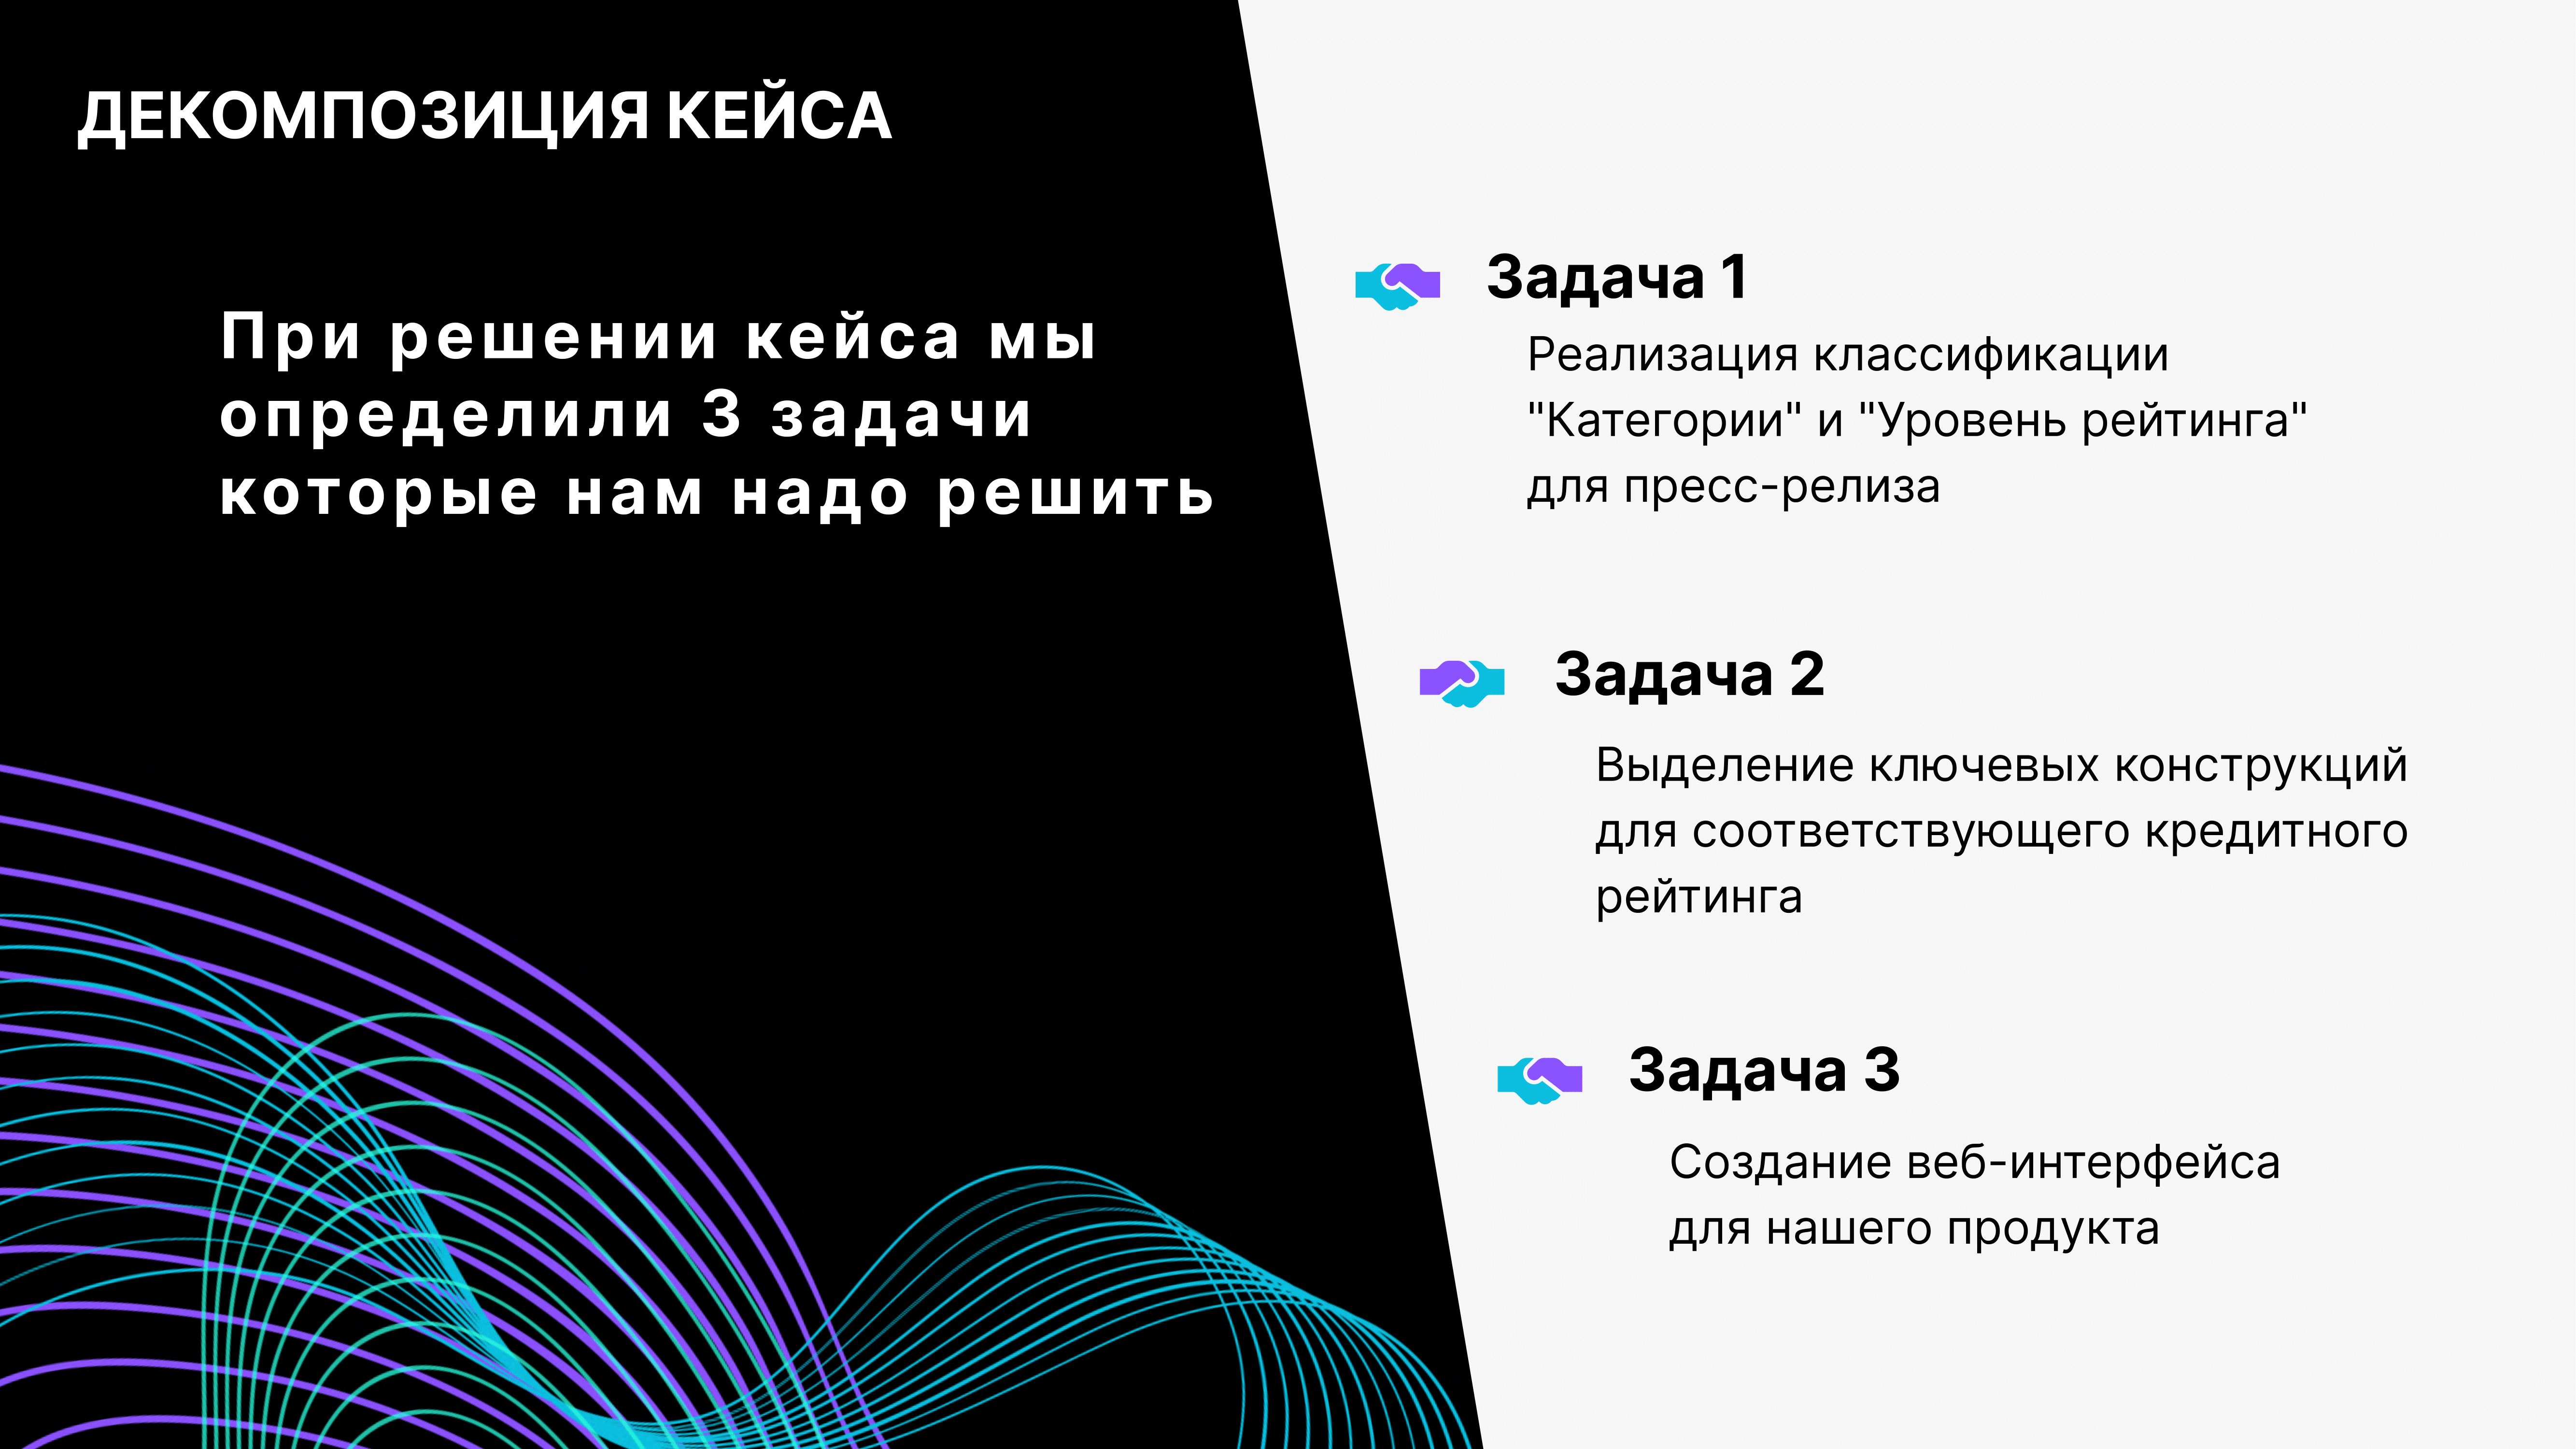 ДЕКОМПОЗИЦИЯ КЕЙСА
При решении кейса мы
определили 3 задачи
которые нам надо решить
Задача 1
Реализация классификации
"Категории" и "Уровень рейтинга"
для пресс-релиза
Задача 2
Выделение ключевых конструкций
для соответствующего кредитного
рейтинга
Задача 3
Создание веб-интерфейса
для нашего продукта